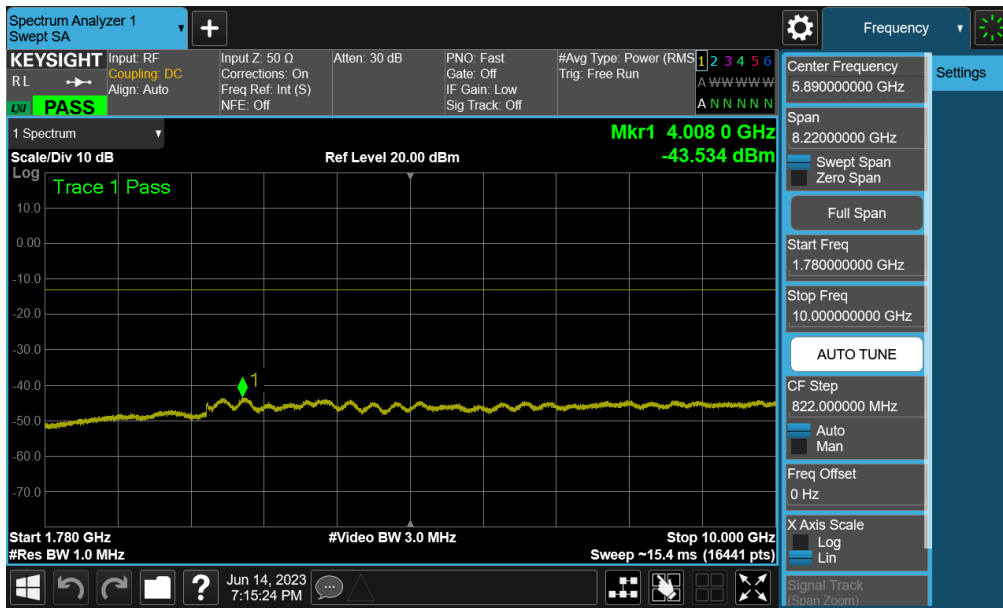 Spectrum Analyzer 1
Swept SA
Frequency
KEYSIGHT
RL
LXI PASS
Input: RF
Coupling: DC
Align: Auto
Input Z: 50 Ω
Corrections: On
Freq Ref: Int (S)
NFE: Off
Atten: 30 dB
PNO: Fast
Gate: Off
IF Gain: Low
Sig Track: Off
#Avg Type: Power (RMS
Trig: Free Run
1 2 3 4 5 6
A W W W W W
A N N N N N
1 Spectrum
Mkr1 4.008 0 GHz
Scale/Div 10 dB
Ref Level 20.00 dBm
-43.534 dBm
Log
Trace 1 Pass
10.0
0.00
-10.0
-20.0
-30.0
-40.0
1
-50.0
-60.0
-70.0
Start 1.780 GHz
#Video BW 3.0 MHz
Stop 10.000 GHz
#Res BW 1.0 MHz
Sweep ~15.4 ms (16441 pts)
Center Frequency
5.890000000 GHz
Settings
Span
8.22000000 GHz
Swept Span
Zero Span
Full Span
Start Freq
1.780000000 GHz
Stop Freq
10.000000000 GHz
AUTO TUNE
CF Step
822.000000 MHz
Auto
Man
Freq Offset
0 Hz
X Axis Scale
Log
Lin
Signal Track
(Span Zoom)
?
Jun 14, 2023
7:15:24 PM